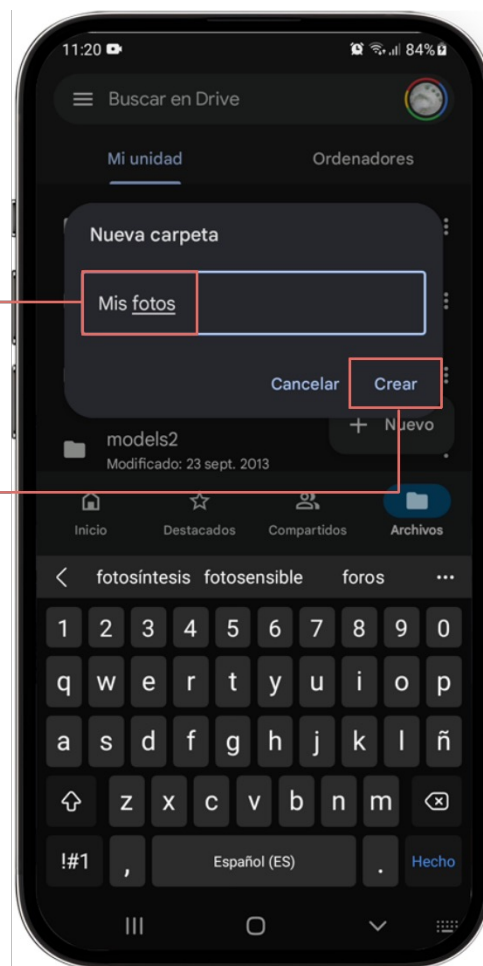 11:20 84%
Buscar en Drive
Mi unidad Ordenadores
Nueva carpeta
Mis fotos
Cancelar Crear
+ Nuevo
models2
Modificado: 23 sept. 2013
Inicio Destacados Compartidos Archivos
fotosíntesis fotosensible foros ...
1 2 3 4 5 6 7 8 9 0
q w e r t y u i o p
a s d f g h j k l ñ
z x c v b n m
!#1 , Español (ES) . Hecho